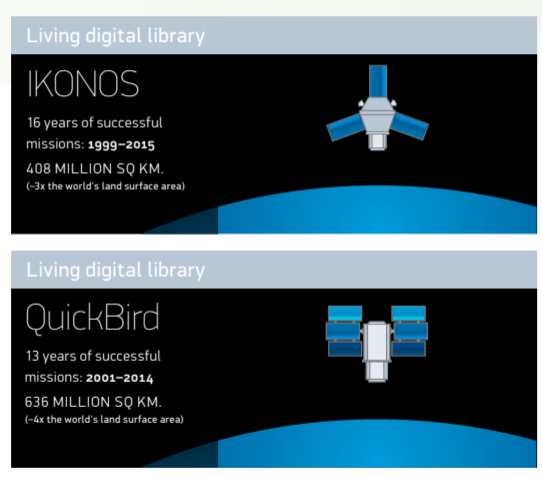 Living digital library
IKONOS
16 years of successful
missions: 1999–2015
408 MILLION SQ KM.
(~3x the world's land surface area)
Living digital library
QuickBird
13 years of successful
missions: 2001–2014
636 MILLION SQ KM.
(~4x the world's land surface area)